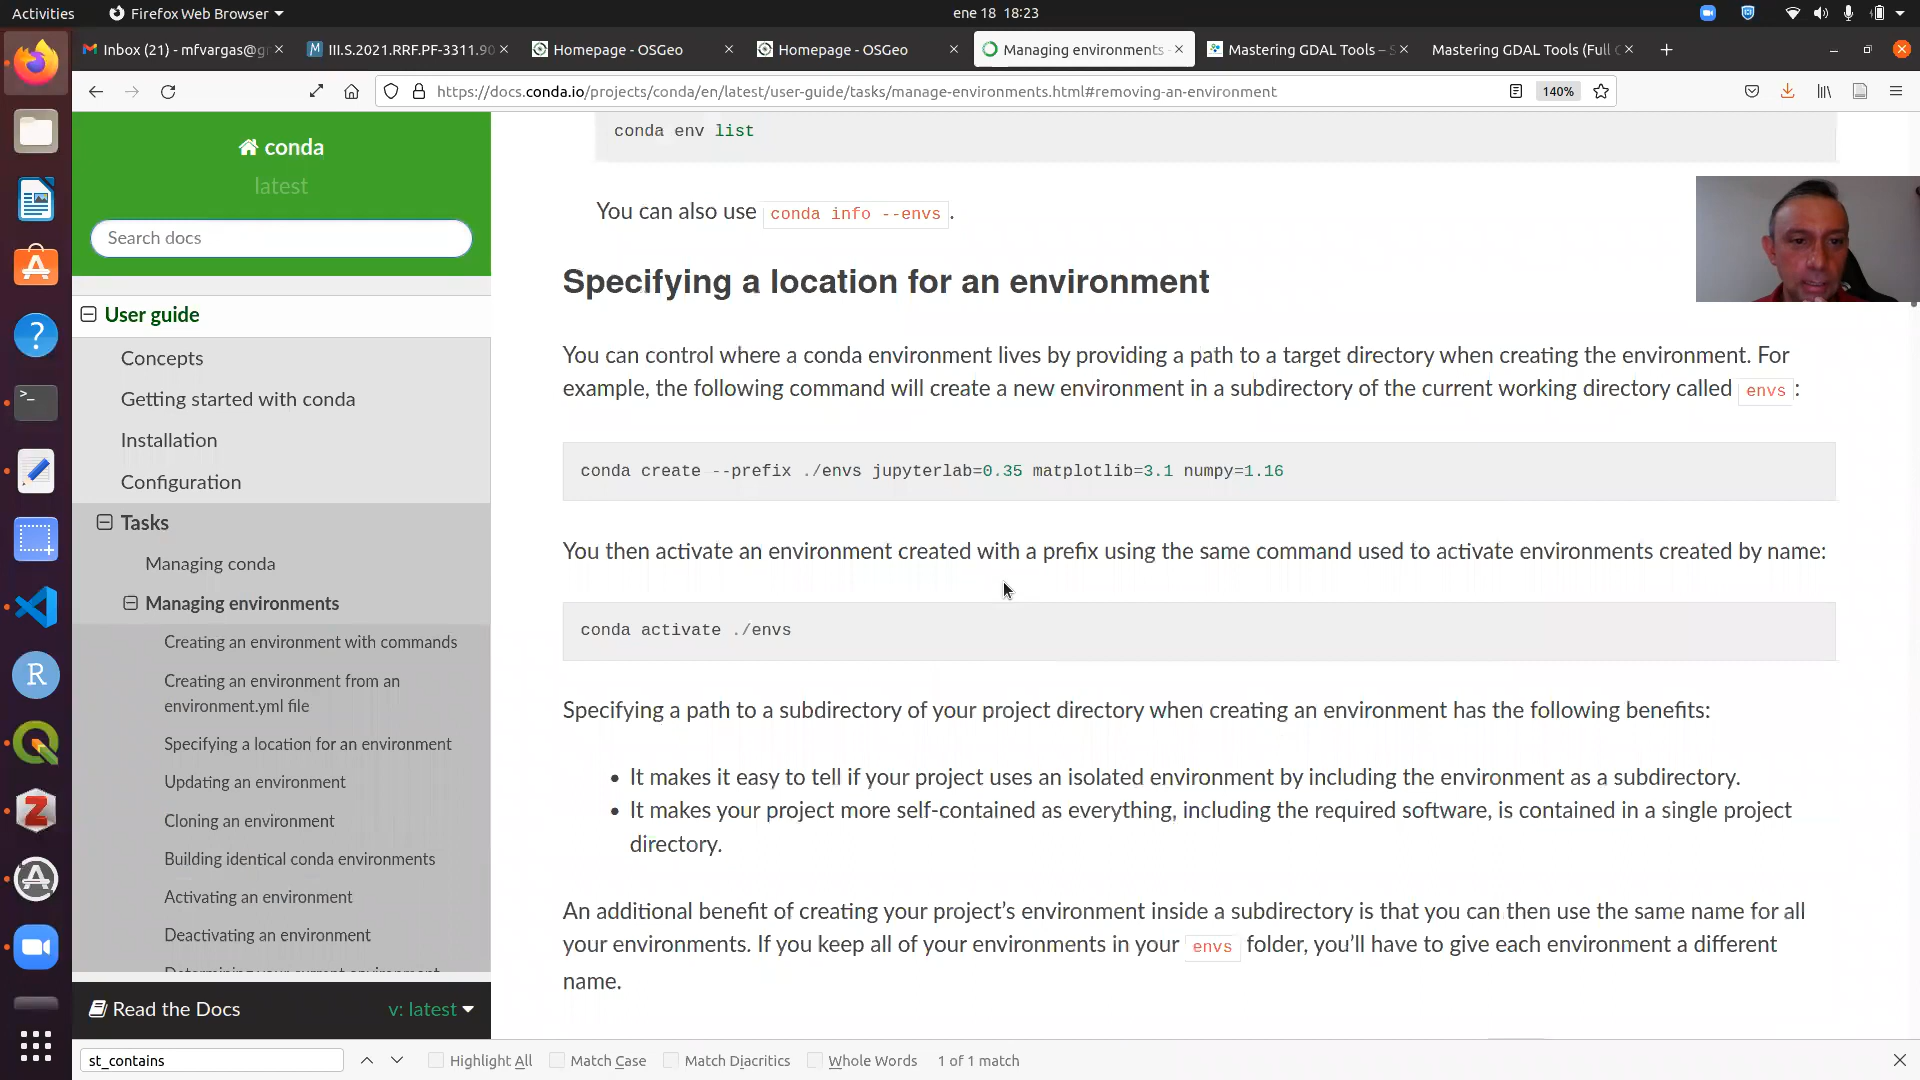 Activities
Firefox Web Browser
ene 18 18:23
Inbox (21) - mfvargas@g
III.S.2021.RRF.PF-3311.90
Homepage - OSGeo
Homepage - OSGeo
Managing environments
Mastering GDAL Tools – S
Mastering GDAL Tools (Full C
https://docs.conda.io/projects/conda/en/latest/user-guide/tasks/manage-environments.html#removing-an-environment
140%
conda
latest
Search docs
User guide
Concepts
Getting started with conda
Installation
Configuration
Tasks
Managing conda
Managing environments
Creating an environment with commands
Creating an environment from an
environment.yml file
Specifying a location for an environment
Updating an environment
Cloning an environment
Building identical conda environments
Activating an environment
Deactivating an environment
Determining your current environment
Read the Docs
v: latest
conda env list
You can also use conda info --envs.
Specifying a location for an environment
You can control where a conda environment lives by providing a path to a target directory when creating the environment. For
example, the following command will create a new environment in a subdirectory of the current working directory called envs:
conda create --prefix ./envs jupyterlab=0.35 matplotlib=3.1 numpy=1.16
You then activate an environment created with a prefix using the same command used to activate environments created by name:
conda activate ./envs
Specifying a path to a subdirectory of your project directory when creating an environment has the following benefits:
• It makes it easy to tell if your project uses an isolated environment by including the environment as a subdirectory.
• It makes your project more self-contained as everything, including the required software, is contained in a single project
directory.
An additional benefit of creating your project’s environment inside a subdirectory is that you can then use the same name for all
your environments. If you keep all of your environments in your envs folder, you’ll have to give each environment a different
name.
st_contains
Highlight All
Match Case
Match Diacritics
Whole Words
1 of 1 match